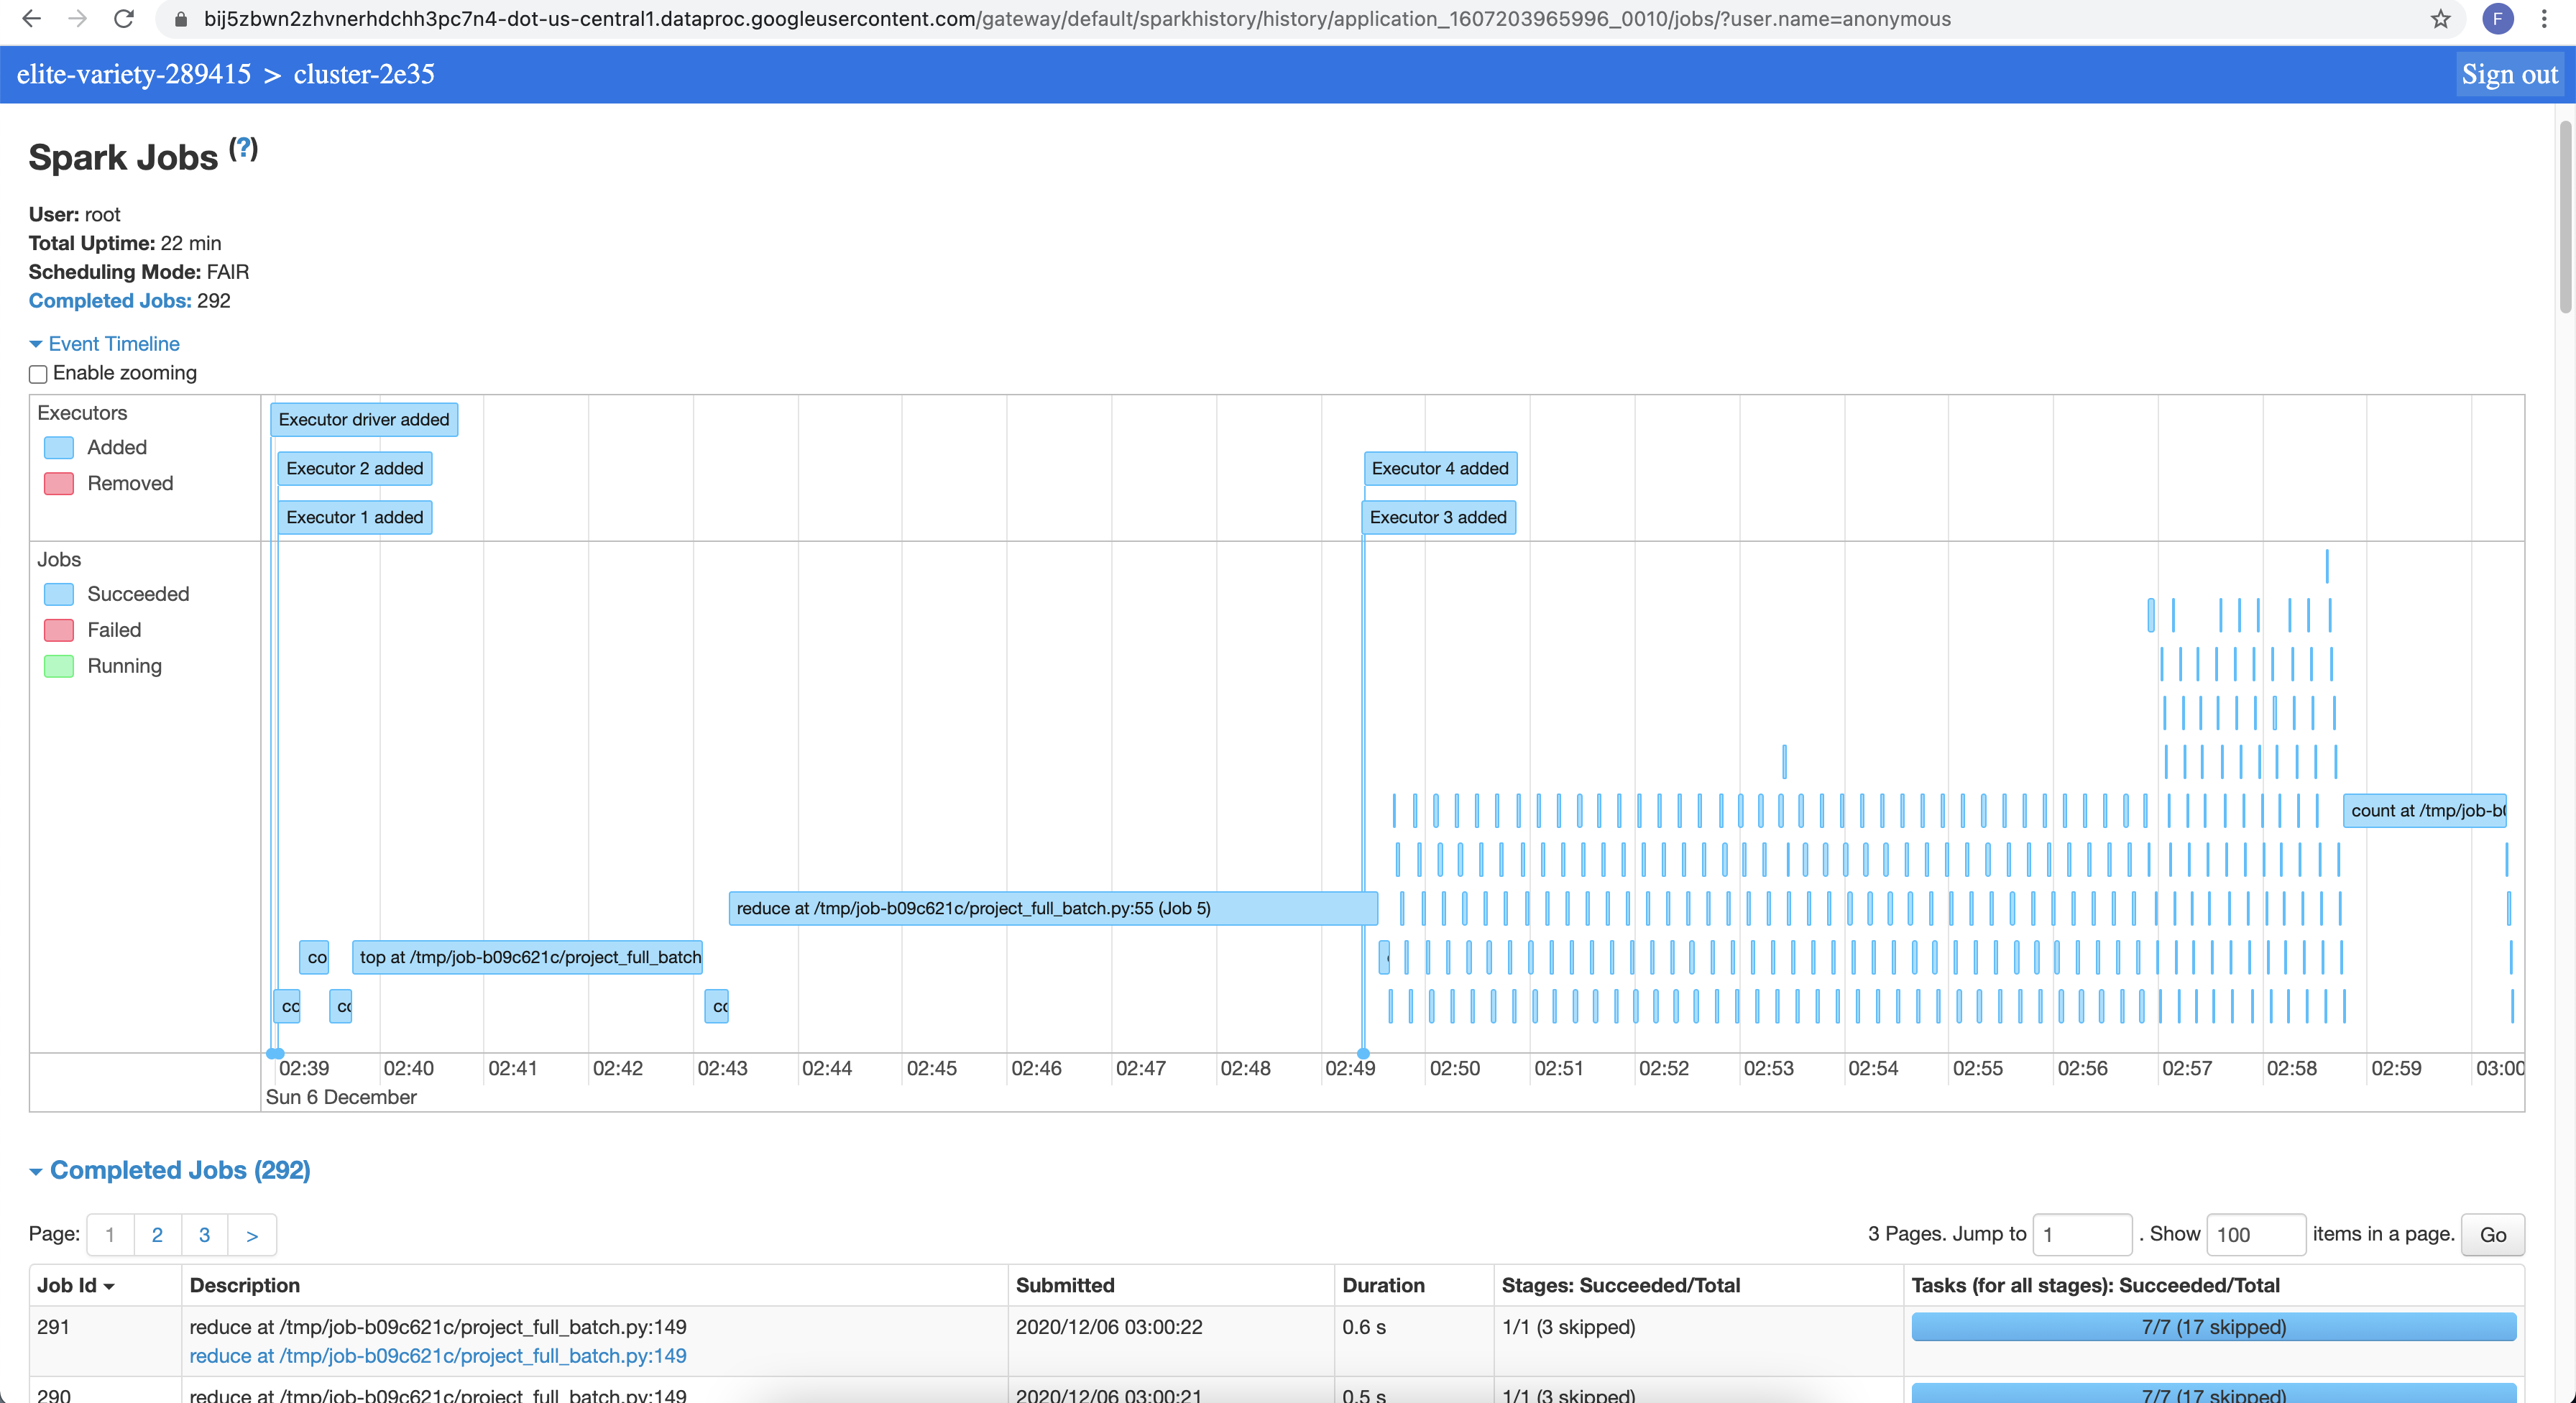 bij5zbwn2zhvnerhdchh3pc7n4-dot-us-central1.dataproc.googleusercontent.com/gateway/default/sparkhistory/history/application_1607203965996_0010/jobs/?user.name=anonymous
F
elite-variety-289415 > cluster-2e35
Sign out
Spark Jobs (?)
User: root
Total Uptime: 22 min
Scheduling Mode: FAIR
Completed Jobs: 292
Event Timeline
Enable zooming
Executors
Added
Removed
Executor driver added
Executor 2 added
Executor 4 added
Executor 1 added
Executor 3 added
Jobs
Succeeded
Failed
Running
count at /tmp/job-b0
reduce at /tmp/job-b09c621c/project_full_batch.py:55 (Job 5)
co
top at /tmp/job-b09c621c/project_full_batch
02:39 02:40 02:41 02:42 02:43 02:44 02:45 02:46 02:47 02:48 02:49 02:50 02:51 02:52 02:53 02:54 02:55 02:56 02:57 02:58 02:59 03:00
Sun 6 December
Completed Jobs (292)
Page: 1 2 3 >
3 Pages. Jump to 1 . Show 100 items in a page. Go
Job Id Description Submitted Duration Stages: Succeeded/Total Tasks (for all stages): Succeeded/Total
291 reduce at /tmp/job-b09c621c/project_full_batch.py:149 2020/12/06 03:00:22 0.6 s 1/1 (3 skipped) 7/7 (17 skipped)
reduce at /tmp/job-b09c621c/project_full_batch.py:149
290 reduce at /tmp/job-b09c621c/project_full_batch.py:149 2020/12/06 03:00:21 0.5 s 1/1 (3 skipped) 7/7 (17 skipped)